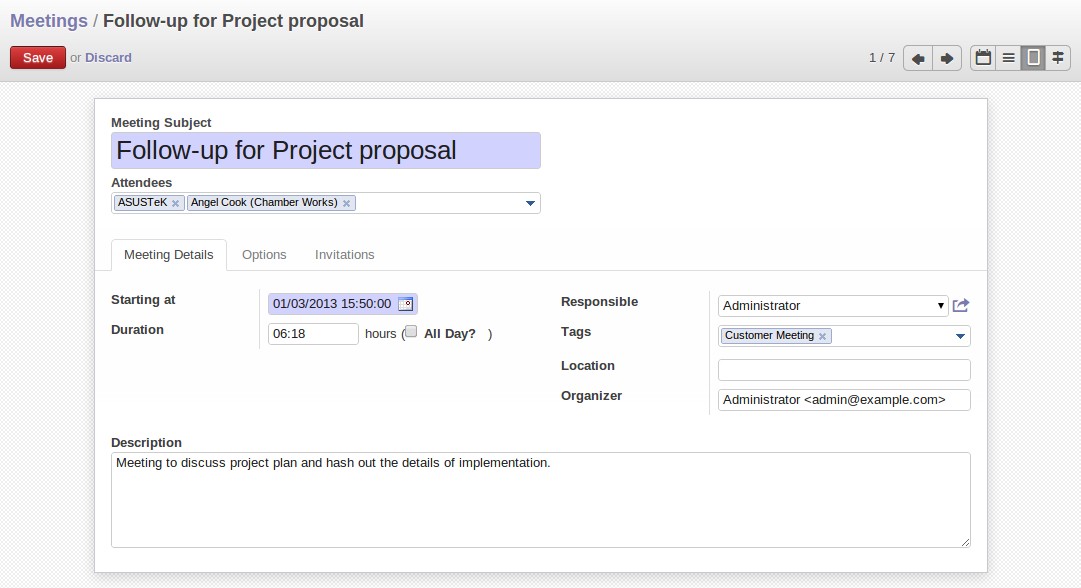 Meetings / Follow-up for Project proposal
Save or Discard
1 / 7
Meeting Subject
Follow-up for Project proposal
Attendees
ASUSTeK x Angel Cook (Chamber Works) x
Meeting Details Options Invitations
Starting at 01/03/2013 15:50:00
Duration 06:18 hours ( All Day? )
Responsible Administrator
Tags Customer Meeting x
Location
Organizer Administrator <admin@example.com>
Description
Meeting to discuss project plan and hash out the details of implementation.